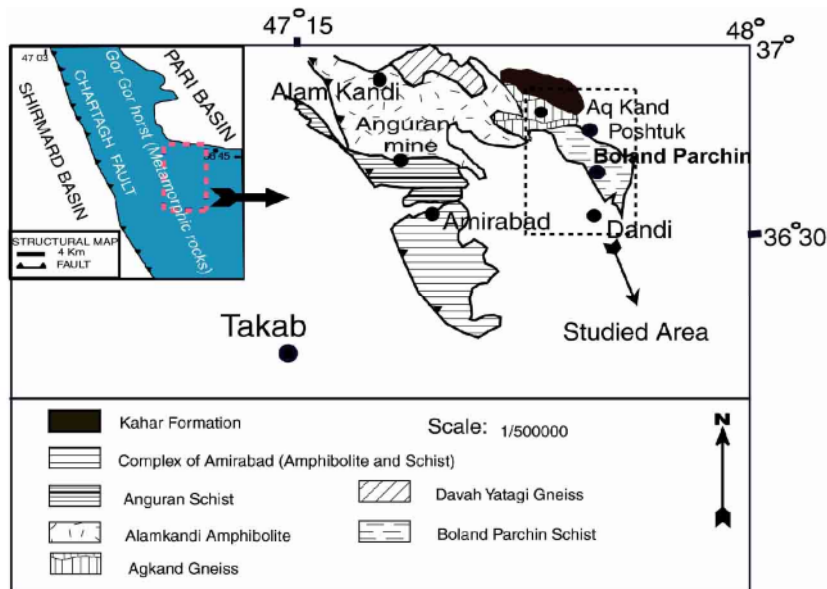 47° 15
48°
37°
47 03
PARI BASIN
Gor Gor horst (Metamorphic rocks)
CHARTAGH FAULT
SHIRMARD BASIN
36 45
STRUCTURAL MAP
4 Km
FAULT
Alam Kandi
Anguran
mine
Aq Kand
Poshtuk
Boland Parchin
Amirabad
Dandi
36° 30
Takab
Studied Area
Kahar Formation
Scale: 1/500000
N
Complex of Amirabad (Amphibolite and Schist)
Anguran Schist
Davah Yatagi Gneiss
Alamkandi Amphibolite
Boland Parchin Schist
Agkand Gneiss